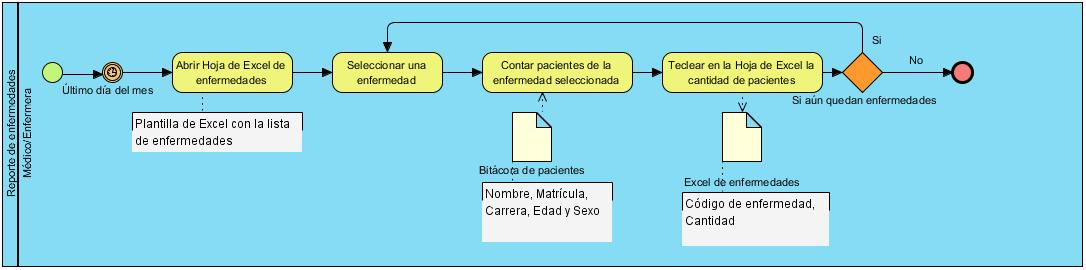 Reporte de enfermedades
Médico/Enfermera
Último día del mes
Abrir Hoja de Excel de
enfermedades
Plantilla de Excel con la lista
de enfermedades
Seleccionar una
enfermedad
Contar pacientes de la
enfermedad seleccionada
Bitácora de pacientes
Nombre, Matrícula,
Carrera, Edad y Sexo
Teclear en la Hoja de Excel la
cantidad de pacientes
Excel de enfermedades
Código de enfermedad,
Cantidad
Si
No
Si aún quedan enfermedades